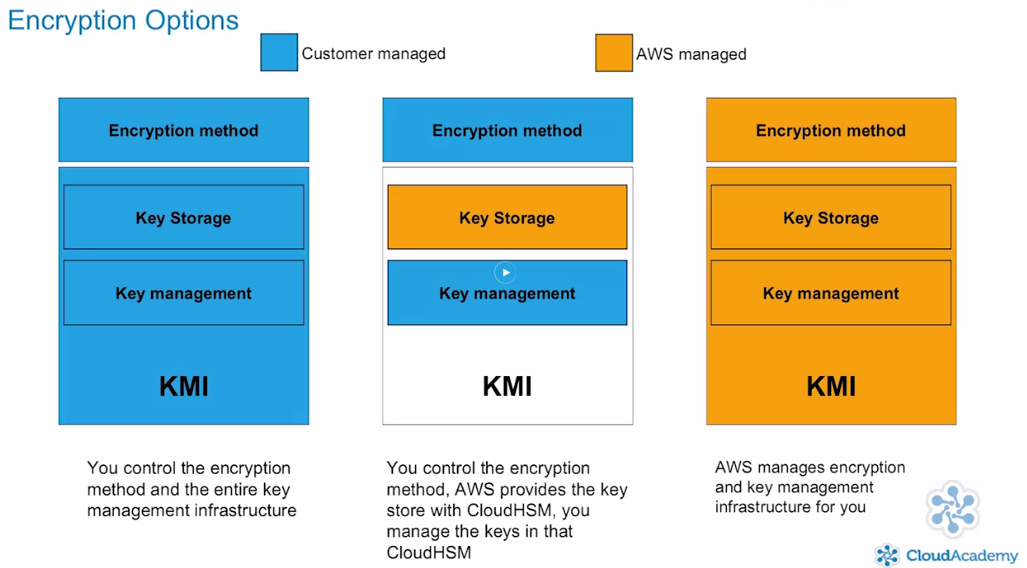 Encryption Options
Customer managed
AWS managed
Encryption method
Key Storage
Key management
KMI
You control the encryption
method and the entire key
management infrastructure
Encryption method
Key Storage
Key management
KMI
You control the encryption
method, AWS provides the key
store with CloudHSM, you
manage the keys in that
CloudHSM
Encryption method
Key Storage
Key management
KMI
AWS manages encryption
and key management
infrastructure for you
CloudAcademy